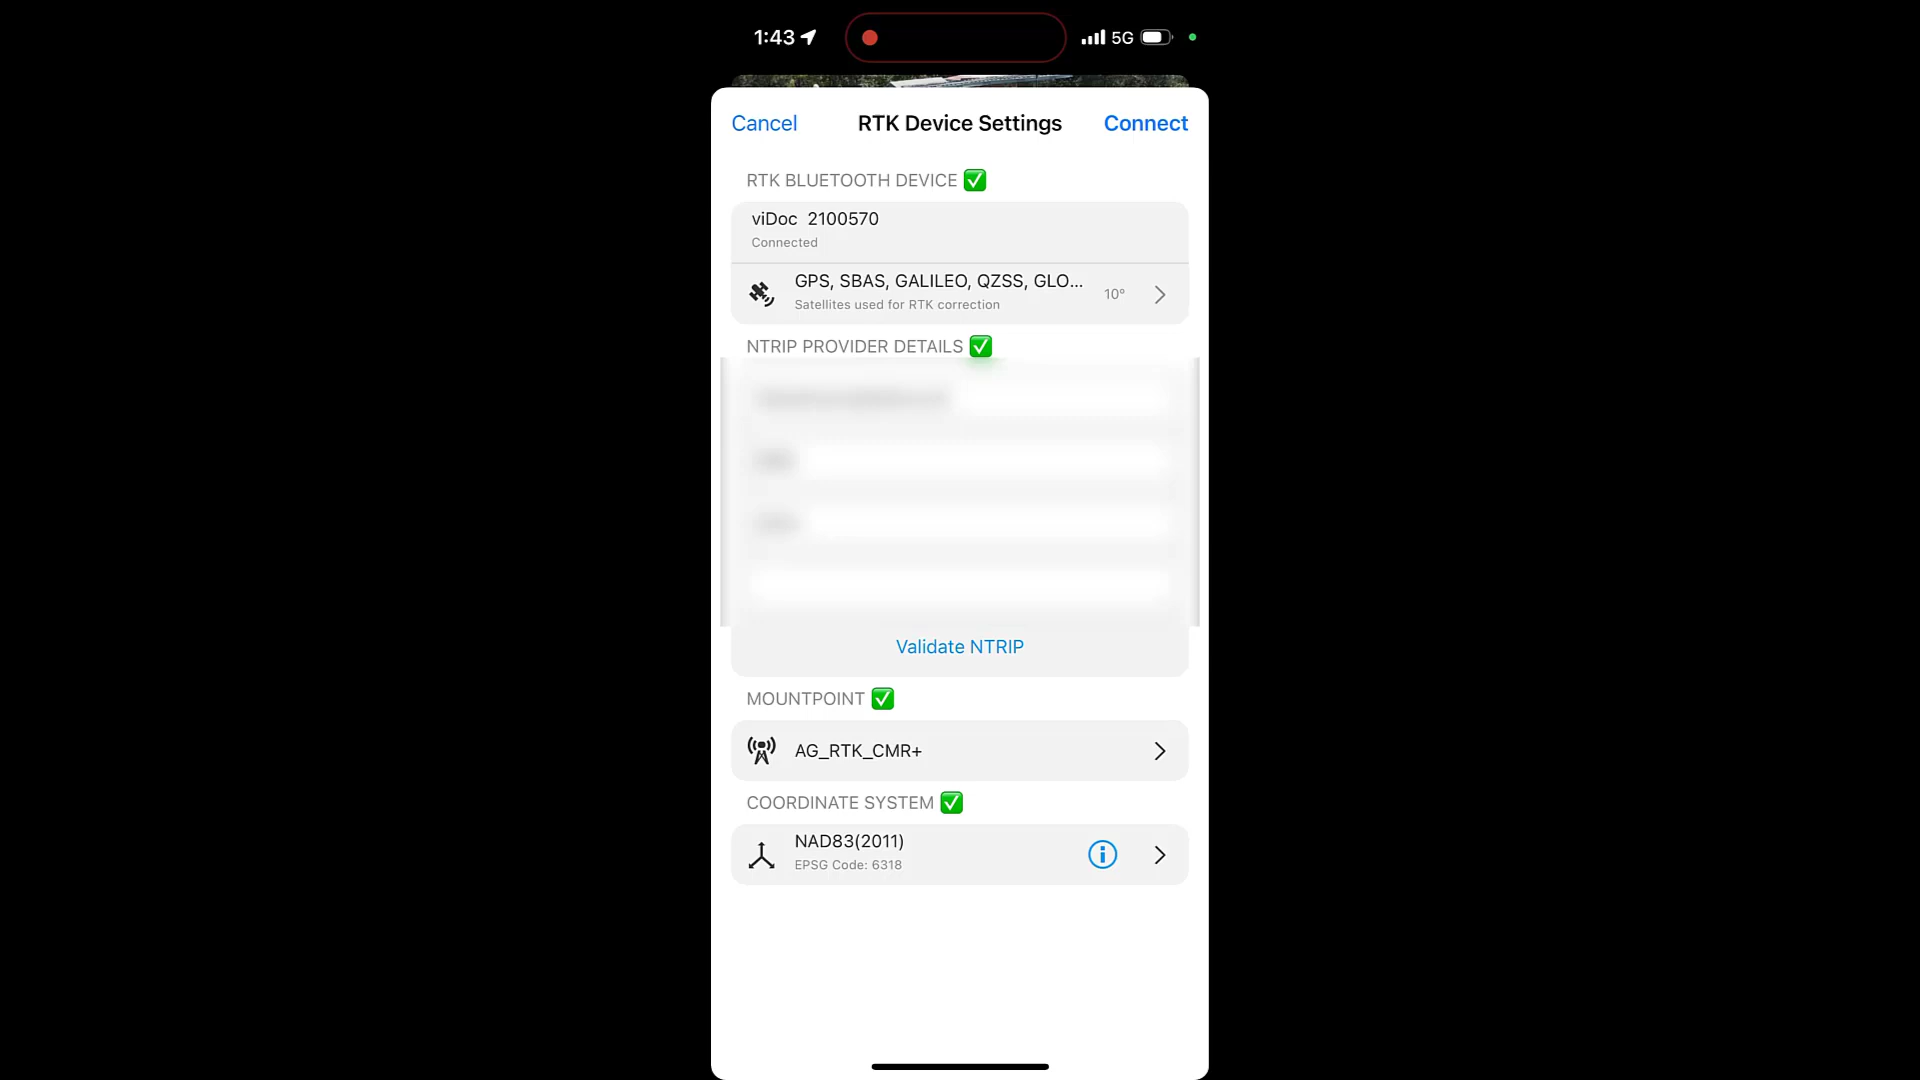 1:43
5G
Cancel
RTK Device Settings
Connect
RTK BLUETOOTH DEVICE
viDoc 2100570
Connected
GPS, SBAS, GALILEO, QZSS, GLO...
10°
Satellites used for RTK correction
NTRIP PROVIDER DETAILS
Validate NTRIP
MOUNTPOINT
AG_RTK_CMR+
COORDINATE SYSTEM
NAD83(2011)
EPSG Code: 6318